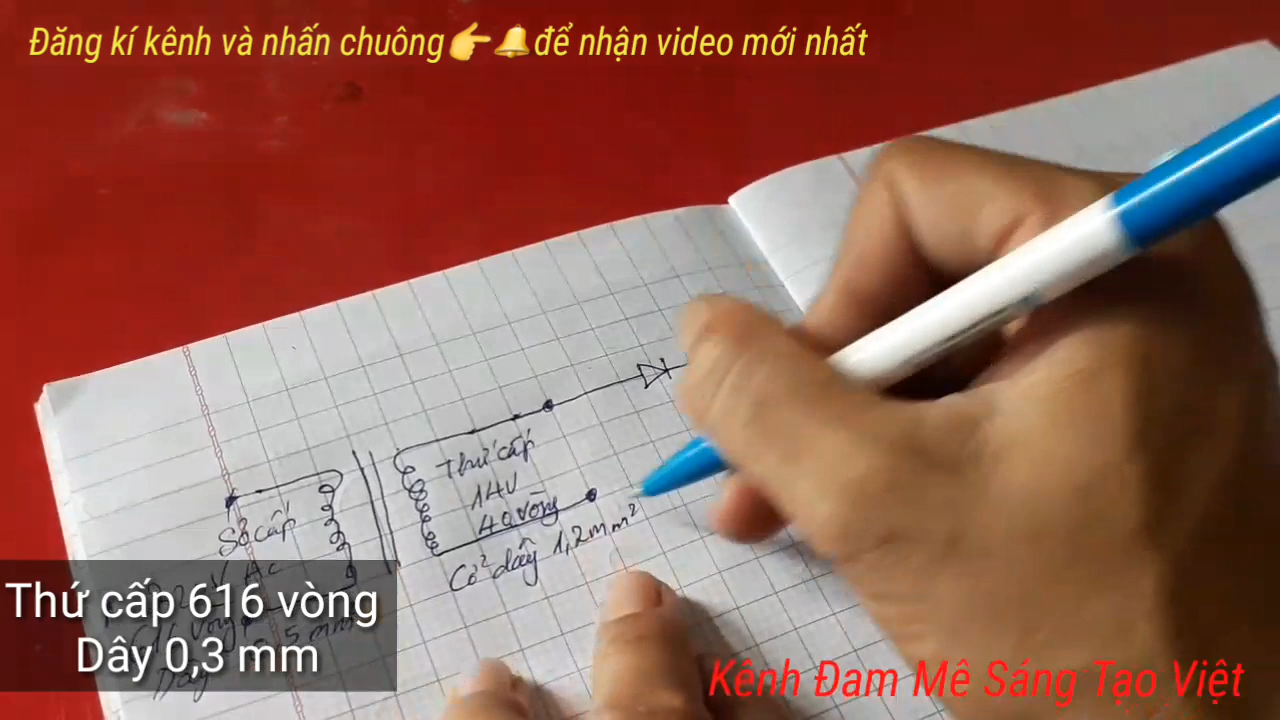 Đăng kí kênh và nhấn chuông👉🔔để nhận video mới nhất
Thứ cấp
14V
40 vòng
Cỡ dây 1,2mm²
Sơ cấp
Thứ cấp 616 vòng
Dây 0,3 mm
Kênh Đam Mê Sáng Tạo Việt